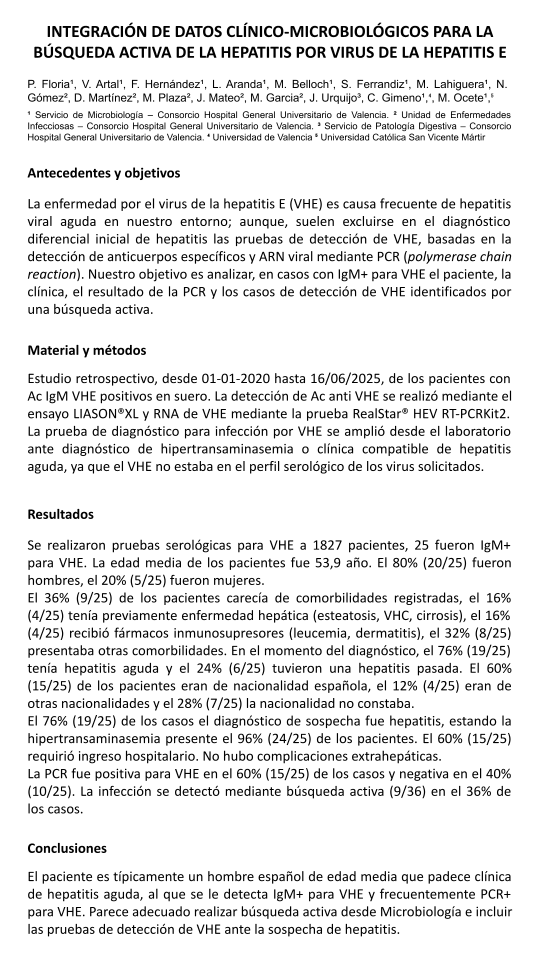 INTEGRACIÓN DE DATOS CLÍNICO-MICROBIOLÓGICOS PARA LA
BÚSQUEDA ACTIVA DE LA HEPATITIS POR VIRUS DE LA HEPATITIS E
P. Floria¹, V. Artal¹, F. Hernández¹, L. Aranda¹, M. Belloch¹, S. Ferrandiz¹, M. Lahiguera¹, N.
Gómez², D. Martínez², M. Plaza², J. Mateo², M. Garcia², J. Urquijo³, C. Gimeno¹,⁴, M. Ocete¹,⁵
¹ Servicio de Microbiología – Consorcio Hospital General Universitario de Valencia. ² Unidad de Enfermedades
Infecciosas – Consorcio Hospital General Universitario de Valencia. ³ Servicio de Patología Digestiva – Consorcio
Hospital General Universitario de Valencia. ⁴ Universidad de Valencia ⁵ Universidad Católica San Vicente Mártir
Antecedentes y objetivos
La enfermedad por el virus de la hepatitis E (VHE) es causa frecuente de hepatitis
viral aguda en nuestro entorno; aunque, suelen excluirse en el diagnóstico
diferencial inicial de hepatitis las pruebas de detección de VHE, basadas en la
detección de anticuerpos específicos y ARN viral mediante PCR (polymerase chain
reaction). Nuestro objetivo es analizar, en casos con IgM+ para VHE el paciente, la
clínica, el resultado de la PCR y los casos de detección de VHE identificados por
una búsqueda activa.
Material y métodos
Estudio retrospectivo, desde 01-01-2020 hasta 16/06/2025, de los pacientes con
Ac IgM VHE positivos en suero. La detección de Ac anti VHE se realizó mediante el
ensayo LIASON®XL y RNA de VHE mediante la prueba RealStar® HEV RT-PCRKit2.
La prueba de diagnóstico para infección por VHE se amplió desde el laboratorio
ante diagnóstico de hipertransaminasemia o clínica compatible de hepatitis
aguda, ya que el VHE no estaba en el perfil serológico de los virus solicitados.
Resultados
Se realizaron pruebas serológicas para VHE a 1827 pacientes, 25 fueron IgM+
para VHE. La edad media de los pacientes fue 53,9 año. El 80% (20/25) fueron
hombres, el 20% (5/25) fueron mujeres.
El 36% (9/25) de los pacientes carecía de comorbilidades registradas, el 16%
(4/25) tenía previamente enfermedad hepática (esteatosis, VHC, cirrosis), el 16%
(4/25) recibió fármacos inmunosupresores (leucemia, dermatitis), el 32% (8/25)
presentaba otras comorbilidades. En el momento del diagnóstico, el 76% (19/25)
tenía hepatitis aguda y el 24% (6/25) tuvieron una hepatitis pasada. El 60%
(15/25) de los pacientes eran de nacionalidad española, el 12% (4/25) eran de
otras nacionalidades y el 28% (7/25) la nacionalidad no constaba.
El 76% (19/25) de los casos el diagnóstico de sospecha fue hepatitis, estando la
hipertransaminasemia presente el 96% (24/25) de los pacientes. El 60% (15/25)
requirió ingreso hospitalario. No hubo complicaciones extrahepáticas.
La PCR fue positiva para VHE en el 60% (15/25) de los casos y negativa en el 40%
(10/25). La infección se detectó mediante búsqueda activa (9/36) en el 36% de
los casos.
Conclusiones
El paciente es típicamente un hombre español de edad media que padece clínica
de hepatitis aguda, al que se le detecta IgM+ para VHE y frecuentemente PCR+
para VHE. Parece adecuado realizar búsqueda activa desde Microbiología e incluir
las pruebas de detección de VHE ante la sospecha de hepatitis.